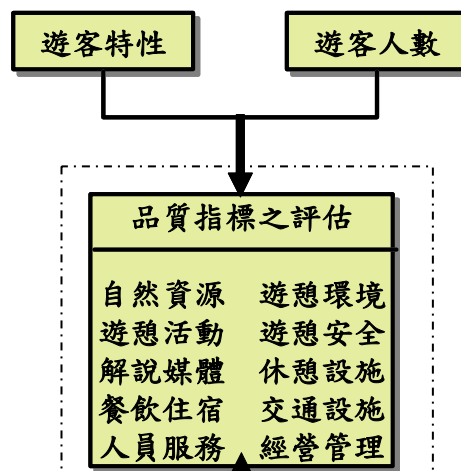 遊客特性 遊客人數
品質指標之評估
自然資源 遊憩環境
遊憩活動 遊憩安全
解說媒體 休憩設施
餐飲住宿 交通設施
人員服務 經營管理